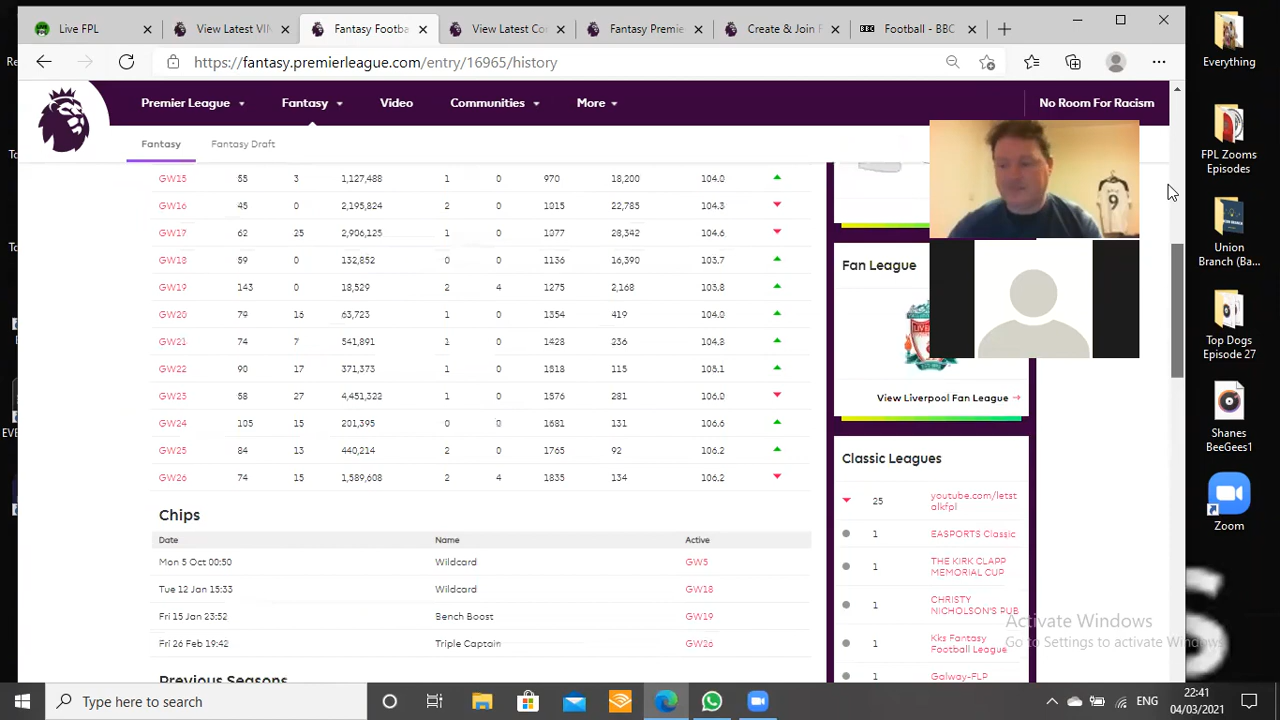 Live FPL
View Latest VII
Fantasy Footba
View Latest Co
Fantasy Premie
Create & Join F
BBC
Football - BBC
https://fantasy.premierleague.com/entry/16965/history
Premier League
Fantasy
Video
Communities
More
No Room For Racism
Fantasy
Fantasy Draft
GW15 55 3 1,127,488 1 0 970 18,200 104.0
GW16 45 0 2,195,824 2 0 1015 22,785 104.3
GW17 62 25 2,906,125 1 0 1077 28,342 104.6
GW18 59 0 132,852 0 0 1136 16,390 103.7
GW19 143 0 18,529 2 4 1275 2,168 103.8
GW20 79 16 63,723 1 0 1354 419 104.0
GW21 74 7 541,891 1 0 1428 236 104.8
GW22 90 17 371,373 1 0 1518 115 105.1
GW23 58 27 4,451,322 1 0 1576 281 106.0
GW24 105 15 201,395 0 0 1681 131 106.6
GW25 84 13 440,214 2 0 1765 92 106.2
GW26 74 15 1,589,608 2 4 1835 134 106.2
Chips
Date Name Active
Mon 5 Oct 00:50 Wildcard GW5
Tue 12 Jan 15:33 Wildcard GW18
Fri 15 Jan 23:52 Bench Boost GW19
Fri 26 Feb 19:42 Triple Captain GW26
Previous Seasons
9
Fan League
View Liverpool Fan League
Classic Leagues
25 youtube.com/letst
alkfpl
1 EASPORTS Classic
1 THE KIRK CLAPP
MEMORIAL CUP
1 CHRISTY
NICHOLSON'S PUB
1 Kks Fantasy
Football League
1 Galway-FLP
Activate Windows
Go to Settings to activate Windows.
Everything
FPL Zooms
Episodes
Union
Branch (Ba...
Top Dogs
Episode 27
Shanes
BeeGees1
Zoom
Type here to search
ENG
22:41
04/03/2021